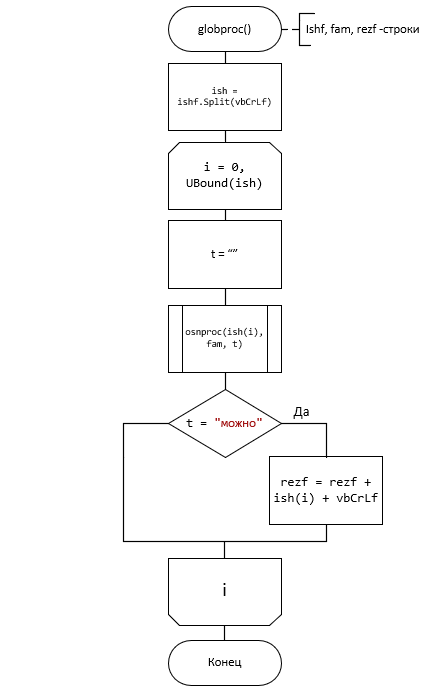 globproc()
Ishf, fam, rezf -строки
ish =
ishf.Split(vbCrLf)
i = 0,
UBound(ish)
t = “”
osnproc(ish(i),
fam, t)
t = "можно"
Да
rezf = rezf +
ish(i) + vbCrLf
i
Конец